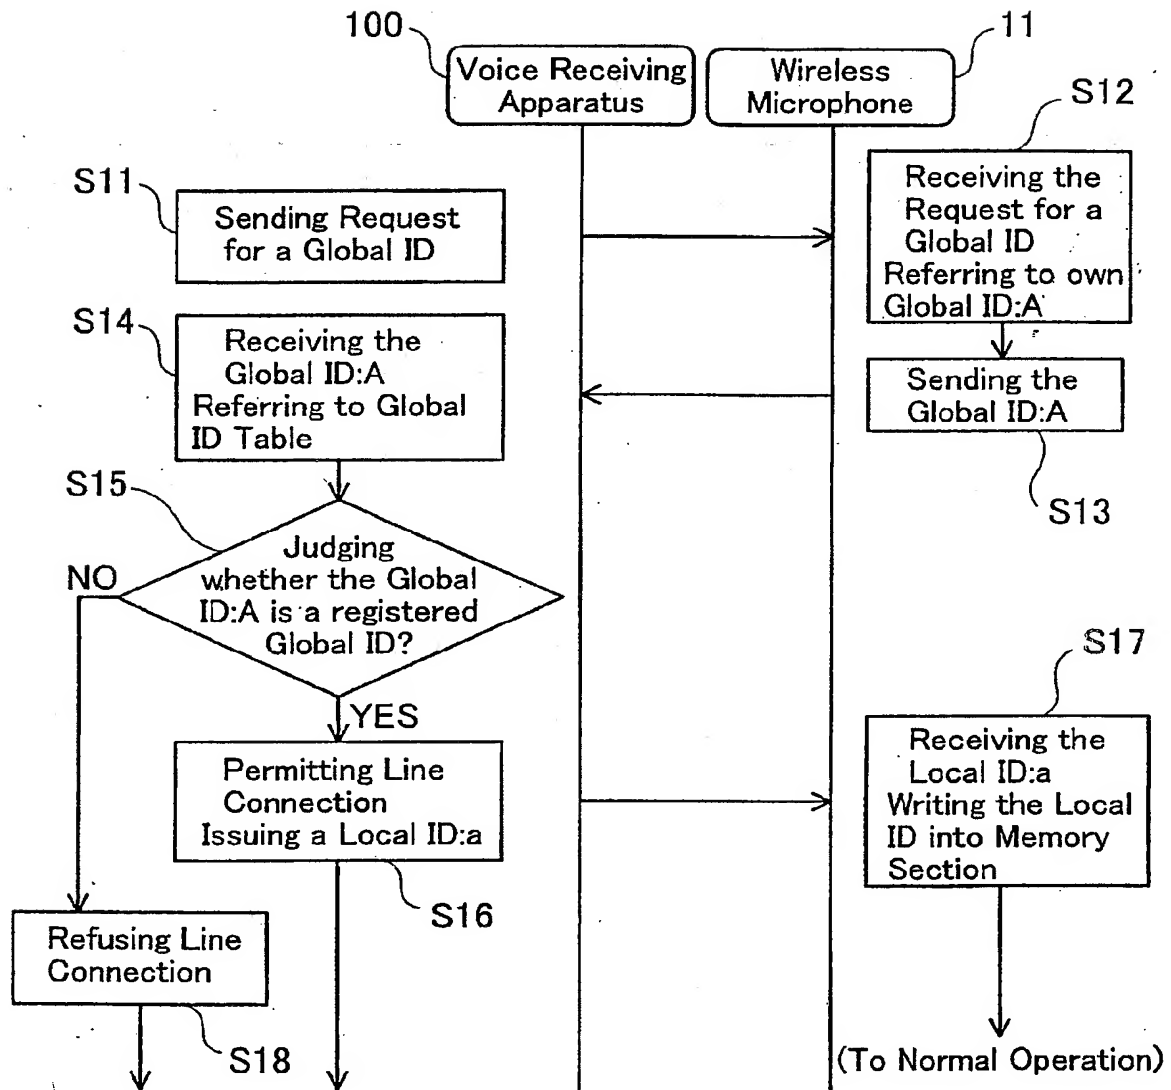 100
Voice Receiving
Apparatus
Wireless
Microphone
11
S12
Receiving the
Request for a
Global ID
Referring to own
Global ID:A
S11
Sending Request
for a Global ID
S14
Receiving the
Global ID:A
Referring to Global
ID Table
Sending the
Global ID:A
S13
S15
Judging
whether the Global
ID:A is a registered
Global ID?
NO
YES
S17
Receiving the
Local ID:a
Writing the Local
ID into Memory
Section
Permitting Line
Connection
Issuing a Local ID:a
S16
Refusing Line
Connection
S18
(To Normal Operation)